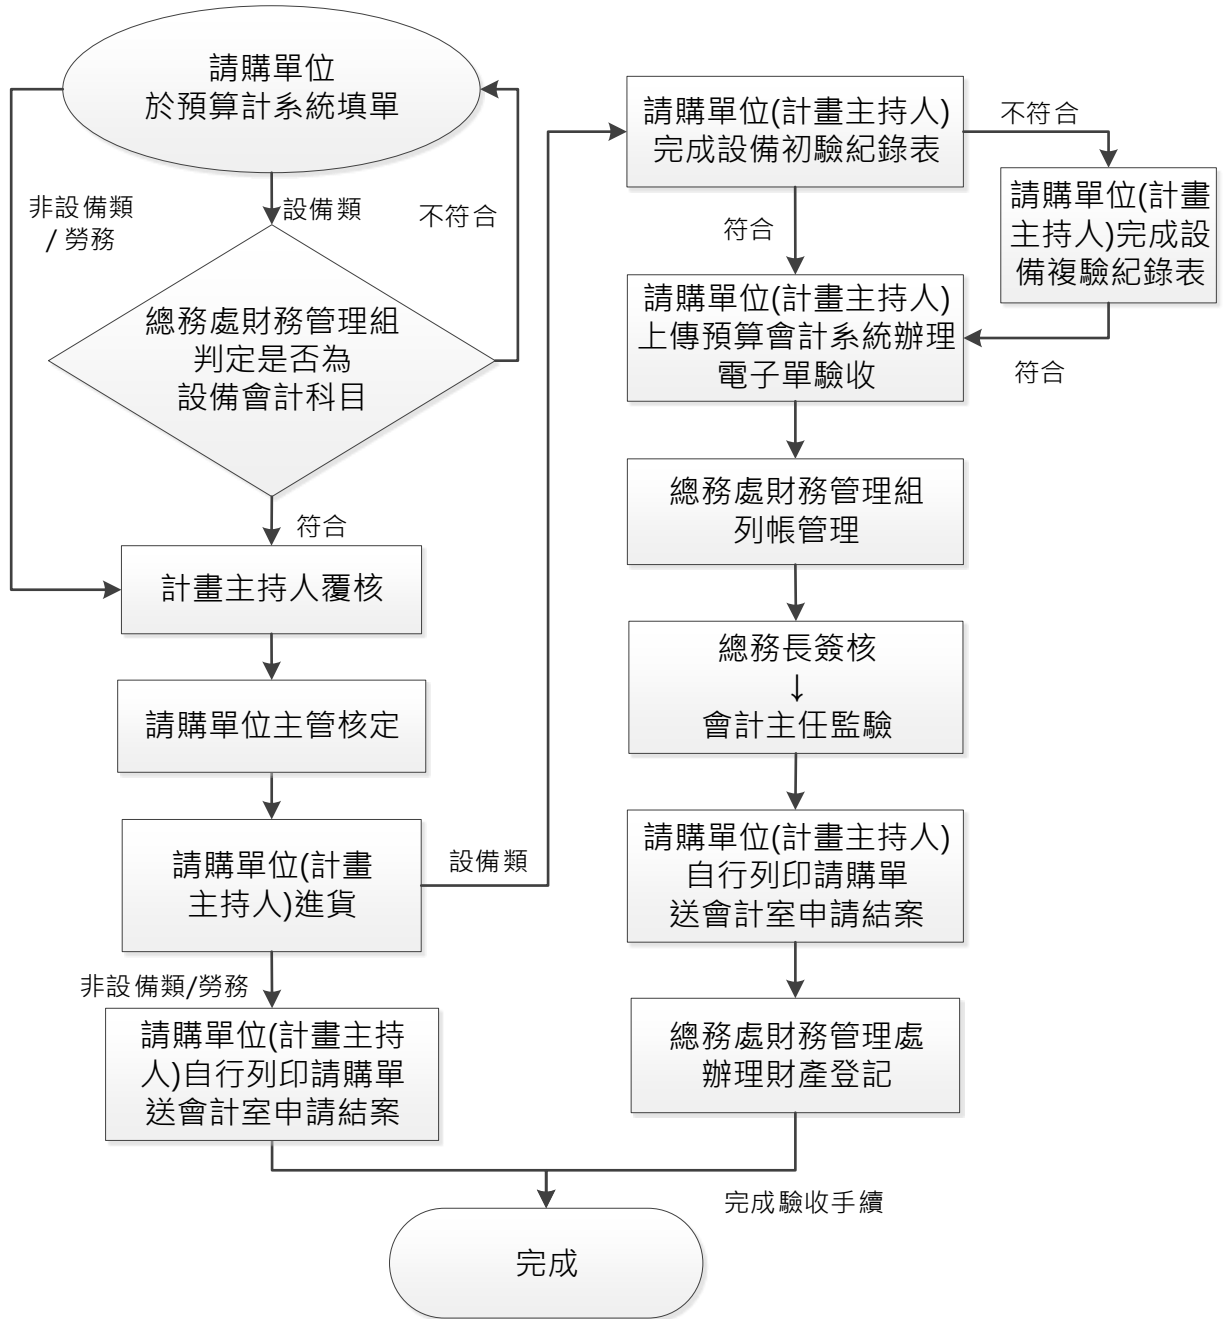 請購單位
於預算計系統填單
非設備類
/ 勞務
設備類
不符合
總務處財務管理組
判定是否為
設備會計科目
符合
計畫主持人覆核
請購單位主管核定
請購單位(計畫
主持人)進貨
設備類
非設備類/勞務
請購單位(計畫主持
人)自行列印請購單
送會計室申請結案
請購單位(計畫主持人)
完成設備初驗紀錄表
不符合
符合
請購單位(計畫
主持人)完成設
備複驗紀錄表
符合
請購單位(計畫主持人)
上傳預算會計系統辦理
電子單驗收
總務處財務管理組
列帳管理
總務長簽核
↓
會計主任監驗
請購單位(計畫主持人)
自行列印請購單
送會計室申請結案
總務處財務管理處
辦理財產登記
完成驗收手續
完成